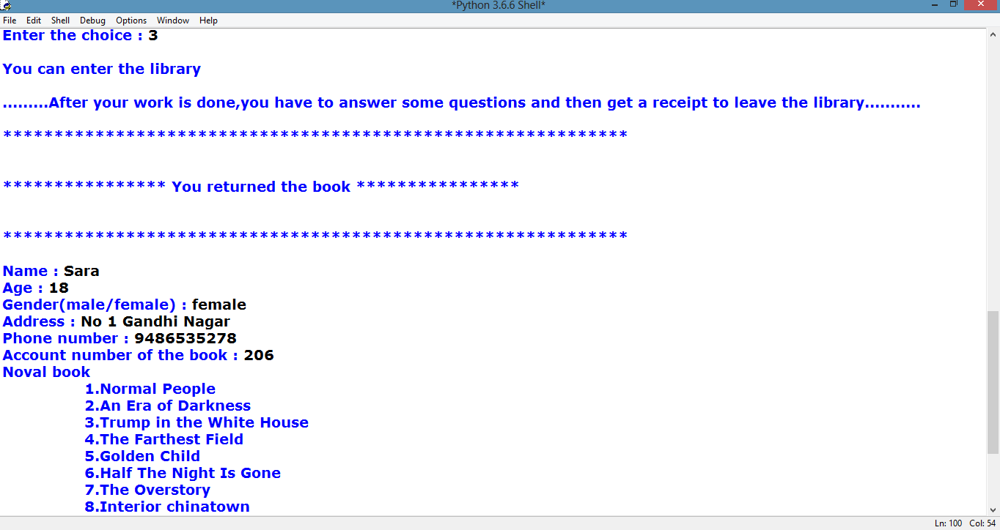 *Python 3.6.6 Shell*
File Edit Shell Debug Options Window Help
Enter the choice : 3
You can enter the library
.........After your work is done,you have to answer some questions and then get a receipt to leave the library...........
*************************************************************
**************** You returned the book ****************
*************************************************************
Name : Sara
Age : 18
Gender(male/female) : female
Address : No 1 Gandhi Nagar
Phone number : 9486535278
Account number of the book : 206
Noval book
1.Normal People
2.An Era of Darkness
3.Trump in the White House
4.The Farthest Field
5.Golden Child
6.Half The Night Is Gone
7.The Overstory
8.Interior chinatown
Ln: 100 Col: 54